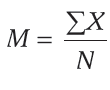 M = ∑X / N